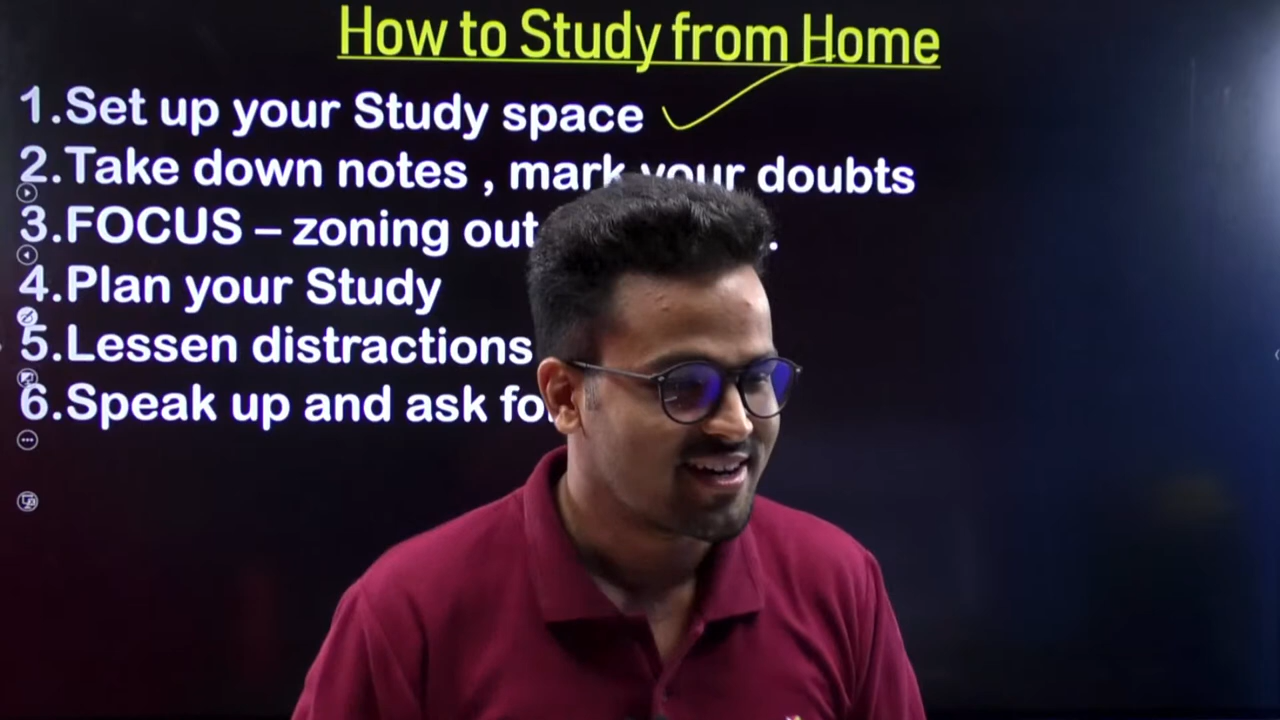 How to Study from Home
1.Set up your Study space
2.Take down notes , mark your doubts
3.FOCUS – zoning out .
4.Plan your Study
5.Lessen distractions
6.Speak up and ask